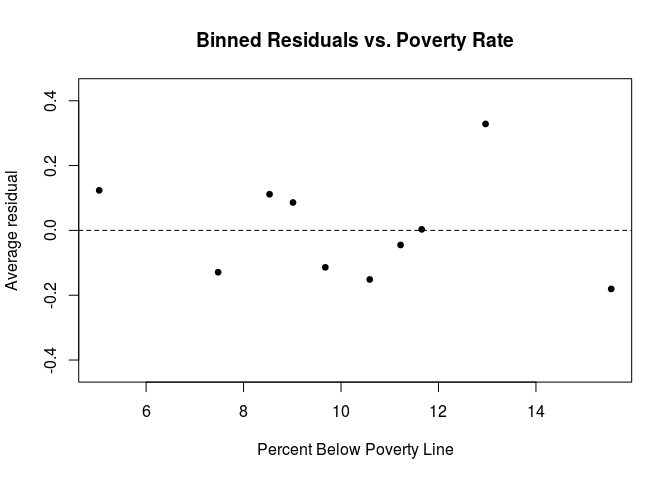 Binned Residuals vs. Poverty Rate
Average residual
0.4
0.2
0.0
-0.2
-0.4
6 8 10 12 14
Percent Below Poverty Line